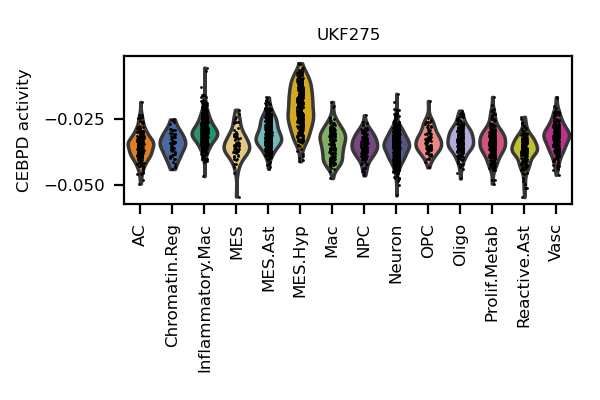 UKF275
CEBPD activity
−0.025
−0.050
AC
Chromatin.Reg
Inflammatory.Mac
MES
MES.Ast
MES.Hyp
Mac
NPC
Neuron
OPC
Oligo
Prolif.Metab
Reactive.Ast
Vasc